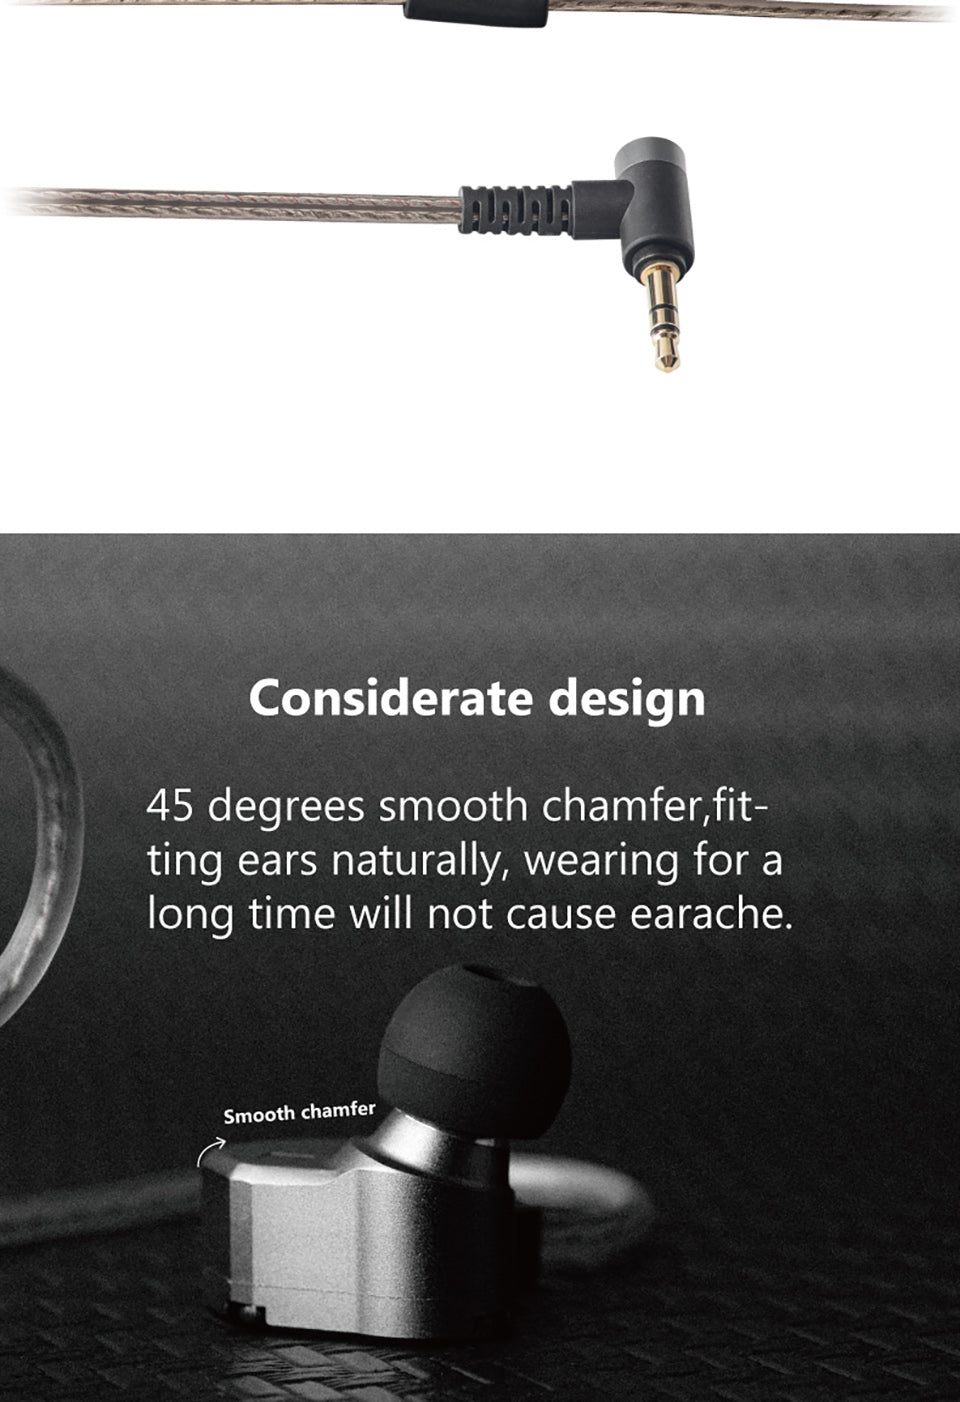 Considerate design
45 degrees smooth chamfer,fit-
ting ears naturally, wearing for a
long time will not cause earache.
Smooth chamfer